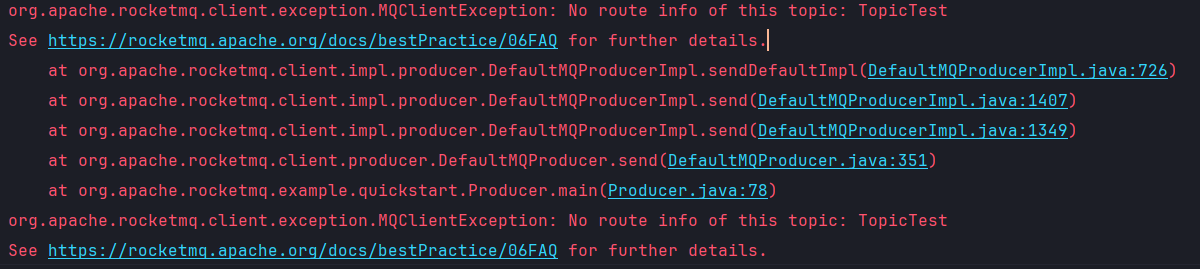 org.apache.rocketmq.client.exception.MQClientException: No route info of this topic: TopicTest
See https://rocketmq.apache.org/docs/bestPractice/06FAQ for further details.
at org.apache.rocketmq.client.impl.producer.DefaultMQProducerImpl.sendDefaultImpl(DefaultMQProducerImpl.java:726)
at org.apache.rocketmq.client.impl.producer.DefaultMQProducerImpl.send(DefaultMQProducerImpl.java:1407)
at org.apache.rocketmq.client.impl.producer.DefaultMQProducerImpl.send(DefaultMQProducerImpl.java:1349)
at org.apache.rocketmq.client.producer.DefaultMQProducer.send(DefaultMQProducer.java:351)
at org.apache.rocketmq.example.quickstart.Producer.main(Producer.java:78)
org.apache.rocketmq.client.exception.MQClientException: No route info of this topic: TopicTest
See https://rocketmq.apache.org/docs/bestPractice/06FAQ for further details.